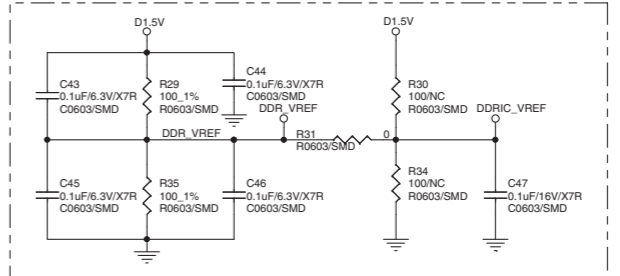 D1.5V
D1.5V
C43
0.1uF/6.3V/X7R
C0603/SMD
R29
100_1%
R0603/SMD
C44
0.1uF/6.3V/X7R
C0603/SMD
DDR_VREF
R30
100/NC
R0603/SMD
DDRIC_VREF
DDR_VREF
R31
0
R0603/SMD
C45
0.1uF/6.3V/X7R
C0603/SMD
R35
100_1%
R0603/SMD
C46
0.1uF/6.3V/X7R
C0603/SMD
R34
100/NC
R0603/SMD
C47
0.1uF/16V/X7R
C0603/SMD